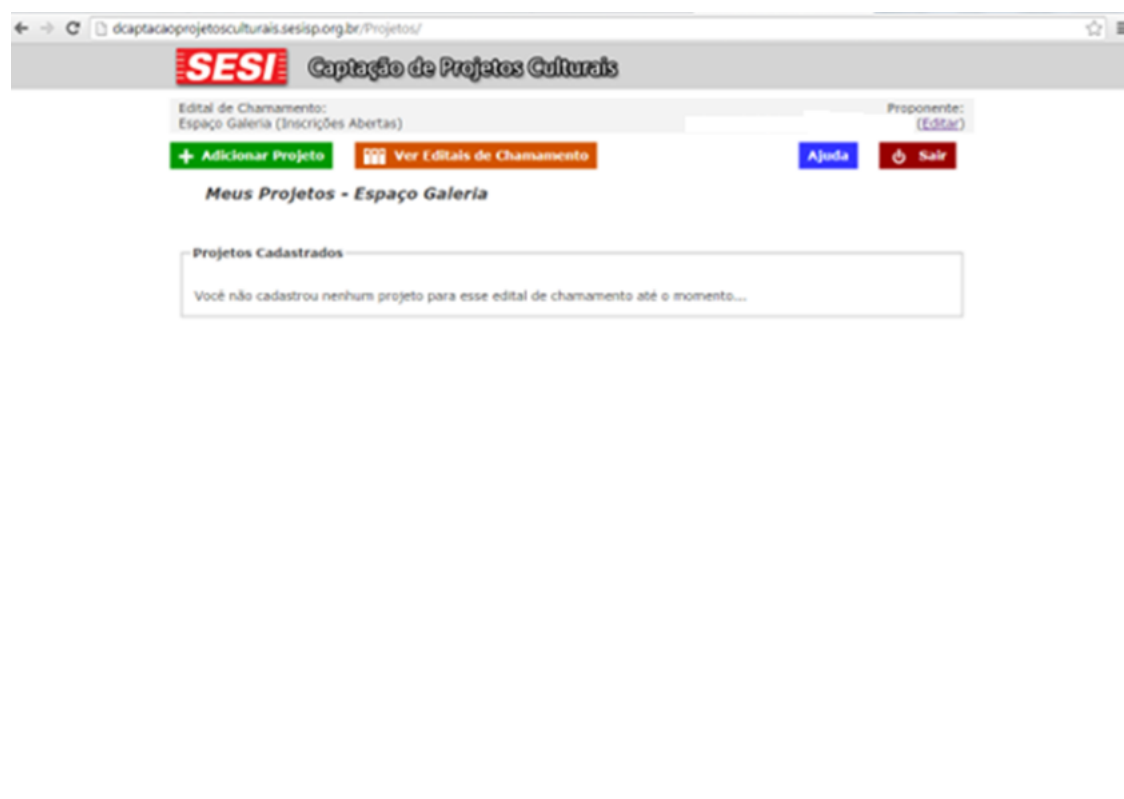 dcaptacaoprojetosculturais.sesisp.org.br/Projetos/
SESI Captação de Projetos Culturais
Edital de Chamamento: Proponente:
Espaço Galeria (Inscrições Abertas) (Editar)
Adicionar Projeto Ver Editais de Chamamento Ajuda Sair
Meus Projetos - Espaço Galeria
Projetos Cadastrados
Você não cadastrou nenhum projeto para esse edital de chamamento até o momento...